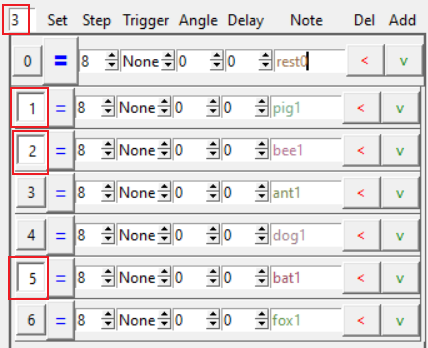 3 Set Step Trigger Angle Delay Note Del Add
0 = 8 None 0 0 rest0 < v
1 = 8 None 0 0 pig1 < v
2 = 8 None 0 0 bee1 < v
3 = 8 None 0 0 ant1 < v
4 = 8 None 0 0 dog1 < v
5 = 8 None 0 0 bat1 < v
6 = 8 None 0 0 fox1 < v